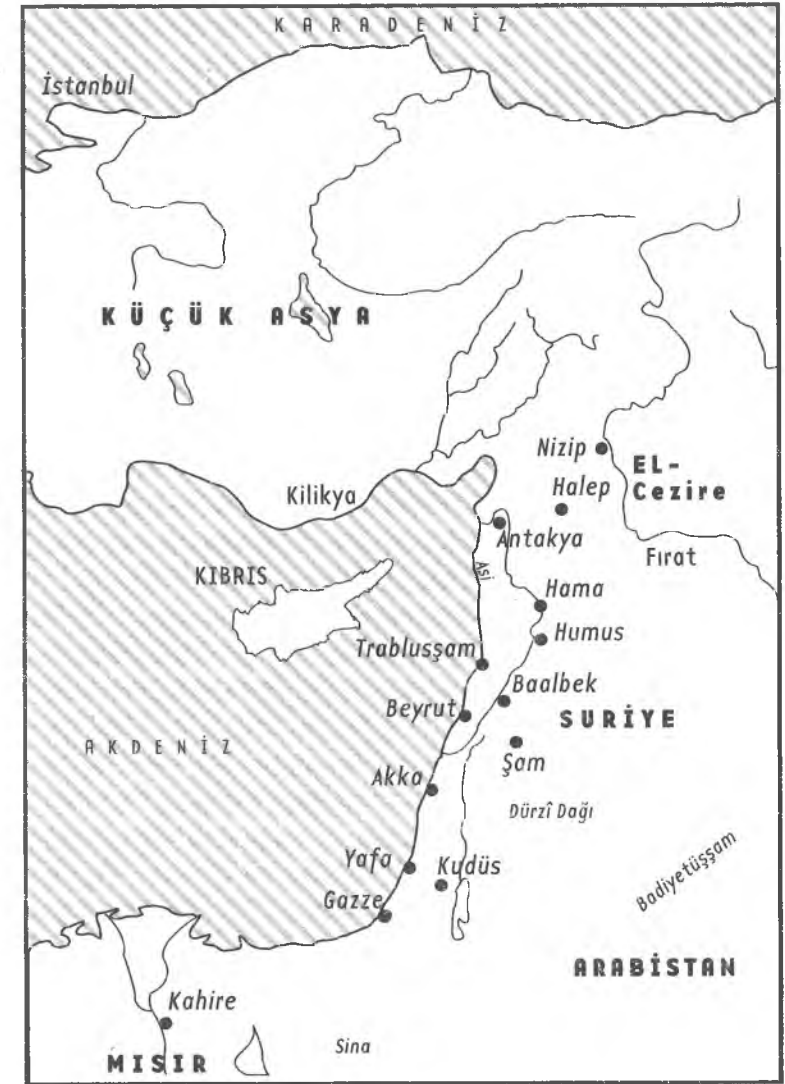 KARADENİZ
İstanbul
KÜÇÜK ASYA
Nizip
EL-
Cezire
Halep
Kilikya
Antakya
Fırat
Asi
KIBRIS
Hama
Humus
Trablusşam
Baalbek
Beyrut
SURİYE
AKDENİZ
Şam
Akka
Dürzî Dağı
Yafa
Kudüs
Badiyetüşşam
Gazze
ARABİSTAN
Kahire
Sina
MISIR